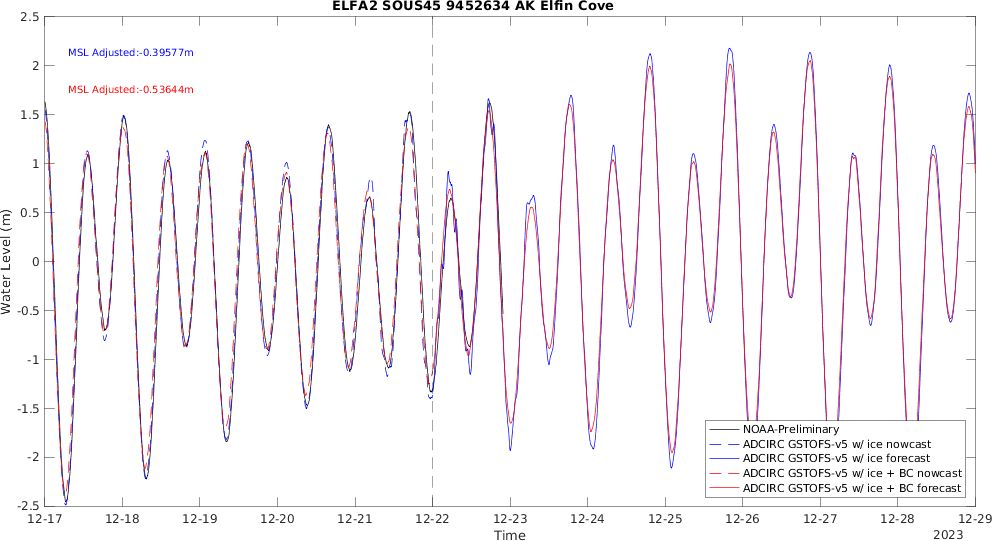 ELFA2 SOUS45 9452634 AK Elfin Cove
MSL Adjusted:-0.39577m
MSL Adjusted:-0.53644m
Water Level (m)
2.5
2
1.5
1
0.5
0
-0.5
-1
-1.5
-2
-2.5
NOAA-Preliminary
ADCIRC GSTOFS-v5 w/ ice nowcast
ADCIRC GSTOFS-v5 w/ ice forecast
ADCIRC GSTOFS-v5 w/ ice + BC nowcast
ADCIRC GSTOFS-v5 w/ ice + BC forecast
12-17 12-18 12-19 12-20 12-21 12-22 12-23 12-24 12-25 12-26 12-27 12-28 12-29
Time
2023